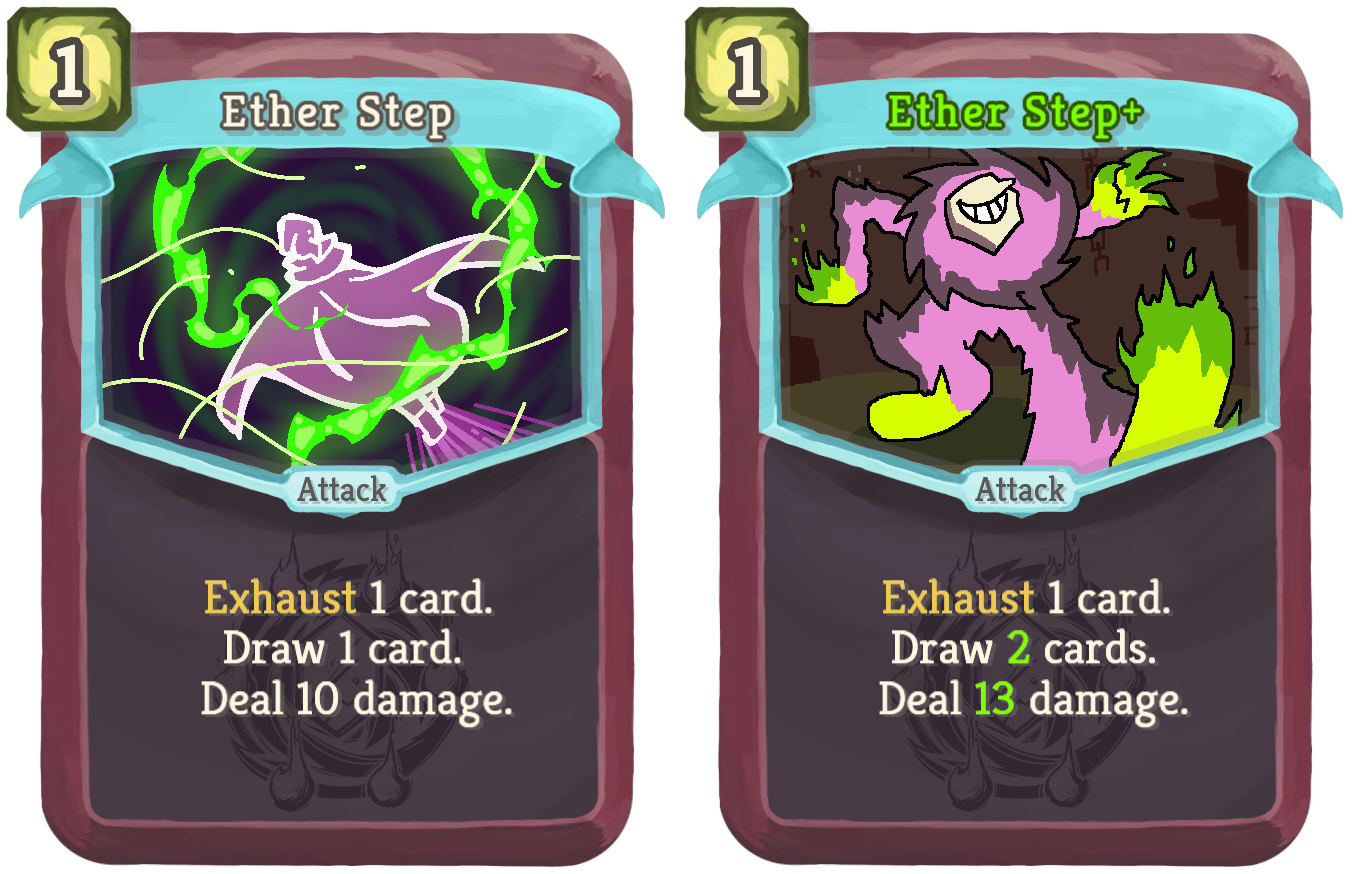 1
Ether Step
Attack
Exhaust 1 card.
Draw 1 card.
Deal 10 damage.
1
Ether Step+
Attack
Exhaust 1 card.
Draw 2 cards.
Deal 13 damage.